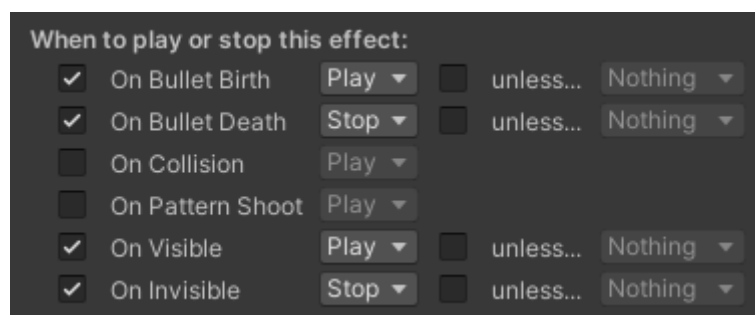 When to play or stop this effect:
On Bullet Birth Play unless... Nothing
On Bullet Death Stop unless... Nothing
On Collision Play
On Pattern Shoot Play
On Visible Play unless... Nothing
On Invisible Stop unless... Nothing